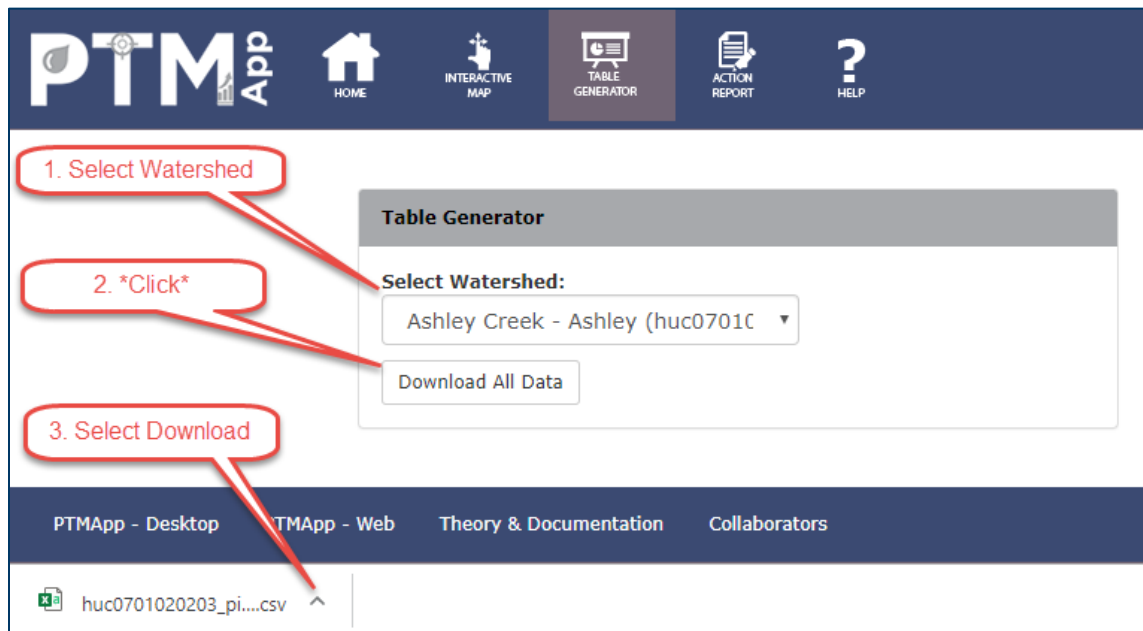 PTM App
HOME
INTERACTIVE
MAP
TABLE
GENERATOR
ACTION
REPORT
?
HELP
1. Select Watershed
Table Generator
2. *Click*
Select Watershed:
Ashley Creek - Ashley (huc0701(
Download All Data
3. Select Download
PTMApp - Desktop TMApp - Web Theory & Documentation Collaborators
huc0701020203_pi....csv